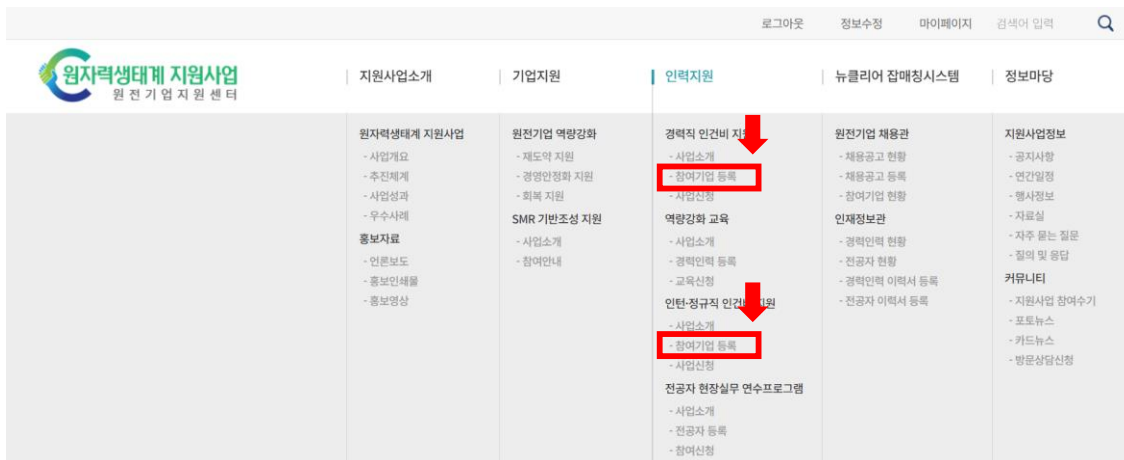 로그아웃 정보수정 마이페이지 검색어 입력
원자력생태계 지원사업
원전기업지원센터
지원사업소개 기업지원 인력지원 뉴클리어 잡매칭시스템 정보마당
원자력생태계 지원사업
- 사업개요
- 추진체계
- 사업성과
- 우수사례
홍보자료
- 언론보도
- 홍보인쇄물
- 홍보영상
원전기업 역량강화
- 재도약 지원
- 경영안정화 지원
- 회복 지원
SMR 기반조성 지원
- 사업소개
- 참여안내
경력직 인건비 지원
- 사업소개
- 참여기업 등록
- 사업신청
역량강화 교육
- 사업소개
- 경력인력 등록
- 교육신청
인턴·정규직 인건비 지원
- 사업소개
- 참여기업 등록
- 사업신청
전공자 현장실무 연수프로그램
- 사업소개
- 전공자 등록
- 참여신청
원전기업 채용관
- 채용공고 현황
- 채용공고 등록
- 참여기업 현황
인재정보관
- 경력인력 현황
- 전공자 현황
- 경력인력 이력서 등록
- 전공자 이력서 등록
지원사업정보
- 공지사항
- 연간일정
- 행사정보
- 자료실
- 자주 묻는 질문
- 질의 및 응답
커뮤니티
- 지원사업 참여수기
- 포토뉴스
- 카드뉴스
- 방문상담신청